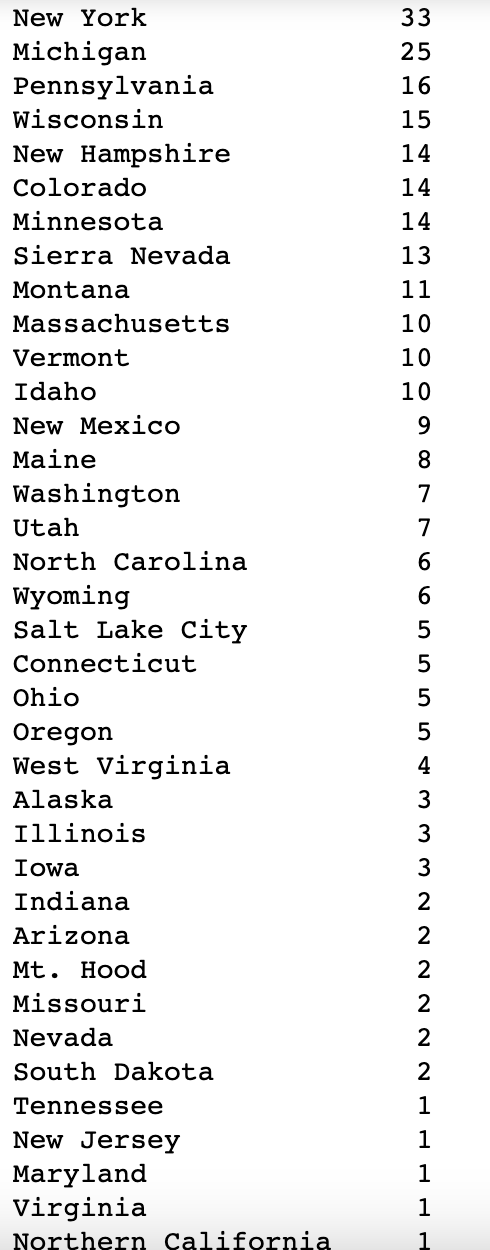 New York 33
Michigan 25
Pennsylvania 16
Wisconsin 15
New Hampshire 14
Colorado 14
Minnesota 14
Sierra Nevada 13
Montana 11
Massachusetts 10
Vermont 10
Idaho 10
New Mexico 9
Maine 8
Washington 7
Utah 7
North Carolina 6
Wyoming 6
Salt Lake City 5
Connecticut 5
Ohio 5
Oregon 5
West Virginia 4
Alaska 3
Illinois 3
Iowa 3
Indiana 2
Arizona 2
Mt. Hood 2
Missouri 2
Nevada 2
South Dakota 2
Tennessee 1
New Jersey 1
Maryland 1
Virginia 1
Northern California 1